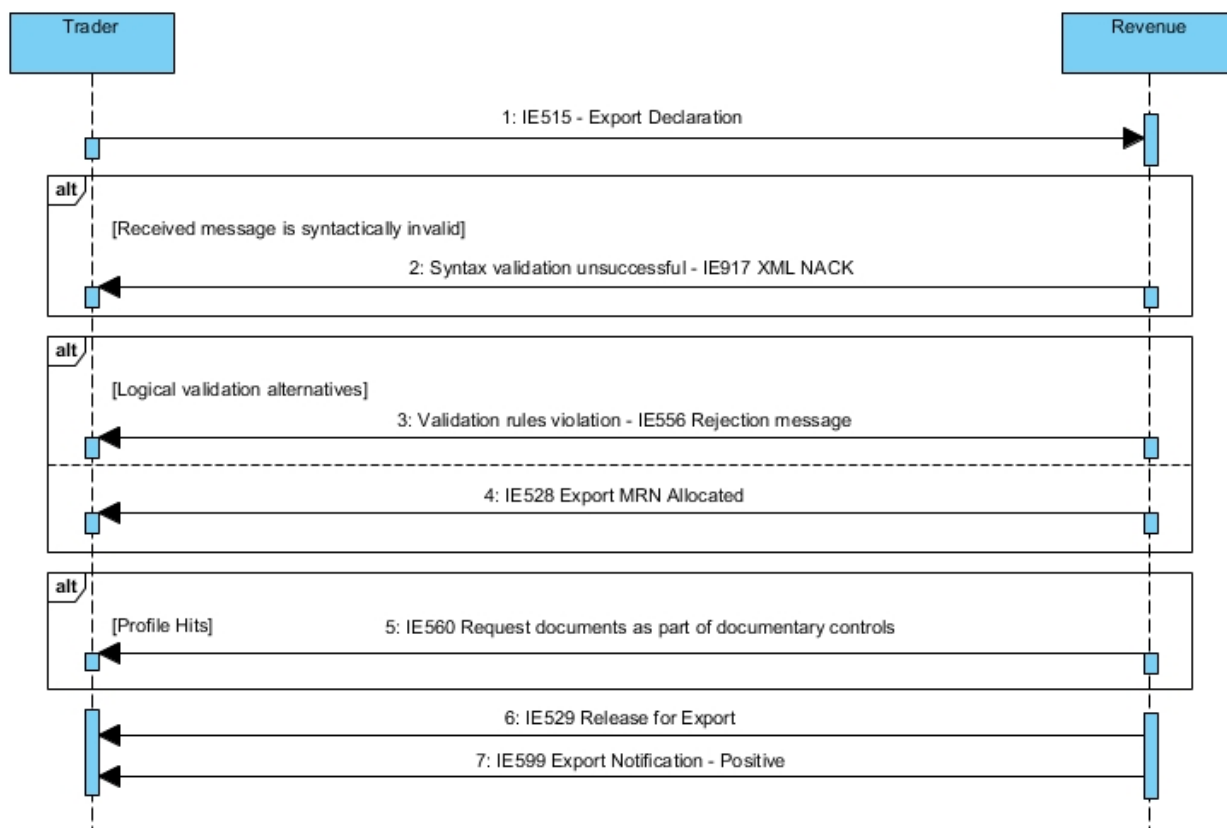 Trader
Revenue
1: IE515 - Export Declaration
alt
[Received message is syntactically invalid]
2: Syntax validation unsuccessful - IE917 XML NACK
alt
[Logical validation alternatives]
3: Validation rules violation - IE556 Rejection message
4: IE528 Export MRN Allocated
alt
[Profile Hits]
5: IE560 Request documents as part of documentary controls
6: IE529 Release for Export
7: IE599 Export Notification - Positive